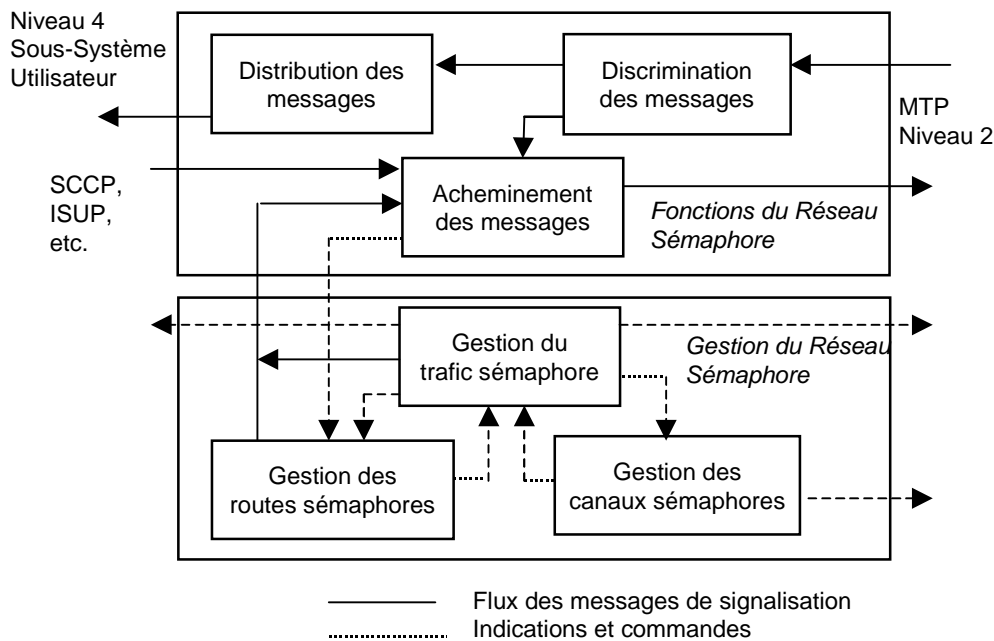 Niveau 4
Sous-Système
Utilisateur
Distribution des
messages
Discrimination
des messages
MTP
Niveau 2
SCCP,
ISUP,
etc.
Acheminement
des messages
Fonctions du Réseau
Sémaphore
Gestion du
trafic sémaphore
Gestion du Réseau
Sémaphore
Gestion des
routes sémaphores
Gestion des
canaux sémaphores
Flux des messages de signalisation
Indications et commandes